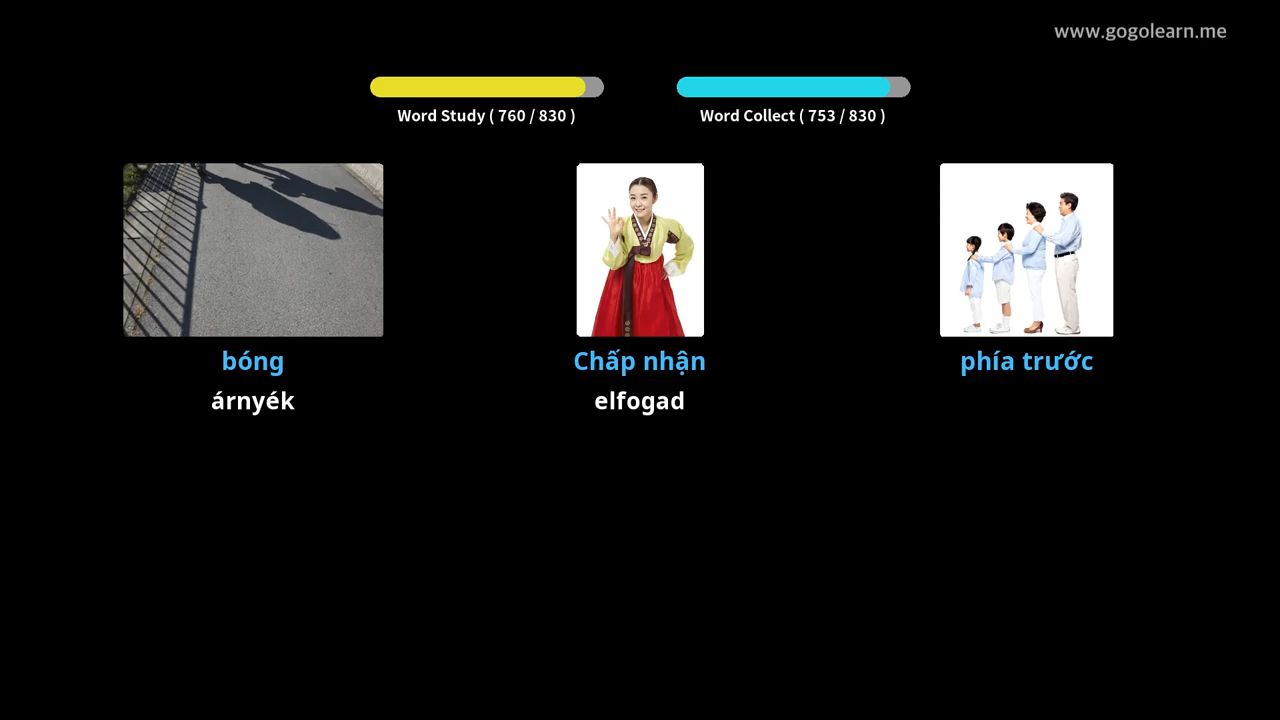 www.gogolearn.me
Word Study ( 760 / 830 )
Word Collect ( 753 / 830 )
bóng
Chấp nhận
phía trước
árnyék
elfogad